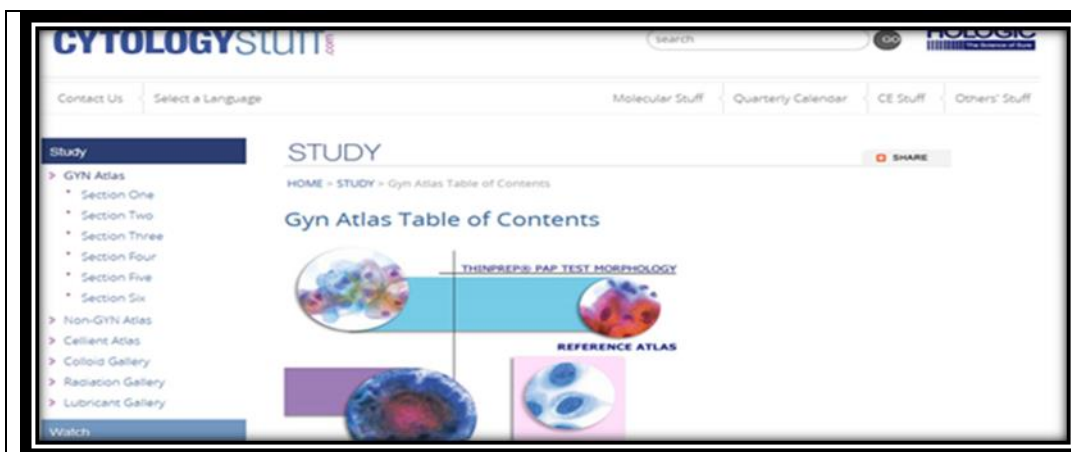 CYTOLOGYStuff.com
search
GO
HOLOGIC
The Science of Sure
Contact Us
Select a Language
Molecular Stuff
Quarterly Calendar
CE Stuff
Others' Stuff
Study
STUDY
SHARE
GYN Atlas
Section One
Section Two
Section Three
Section Four
Section Five
Section Six
Non-GYN Atlas
Cellient Atlas
Colloid Gallery
Radiation Gallery
Lubricant Gallery
Watch
HOME > STUDY > Gyn Atlas Table of Contents
Gyn Atlas Table of Contents
THINPREP® PAP TEST MORPHOLOGY
REFERENCE ATLAS